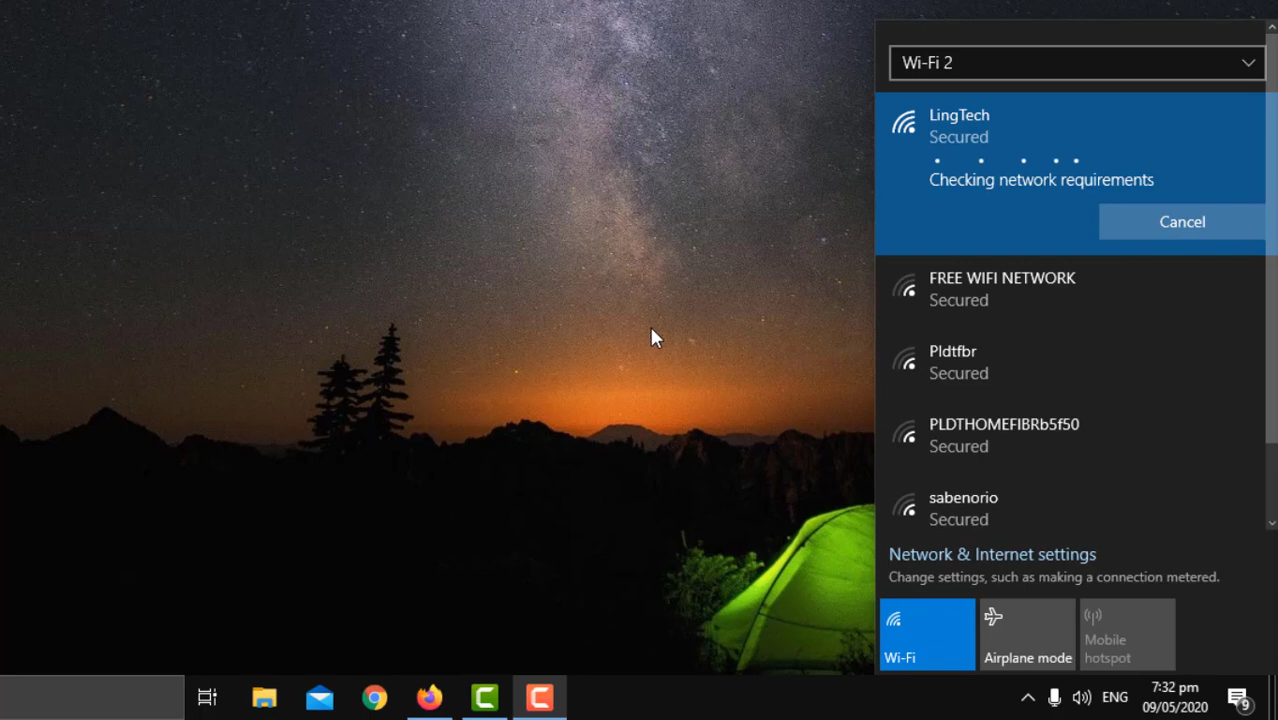 Wi-Fi 2
LingTech
Secured
Checking network requirements
Cancel
FREE WIFI NETWORK
Secured
Pldtfbr
Secured
PLDTHOMEFIBRb5f50
Secured
sabenorio
Secured
Network & Internet settings
Change settings, such as making a connection metered.
Wi-Fi
Airplane mode
Mobile
hotspot
ENG
7:32 pm
09/05/2020
9